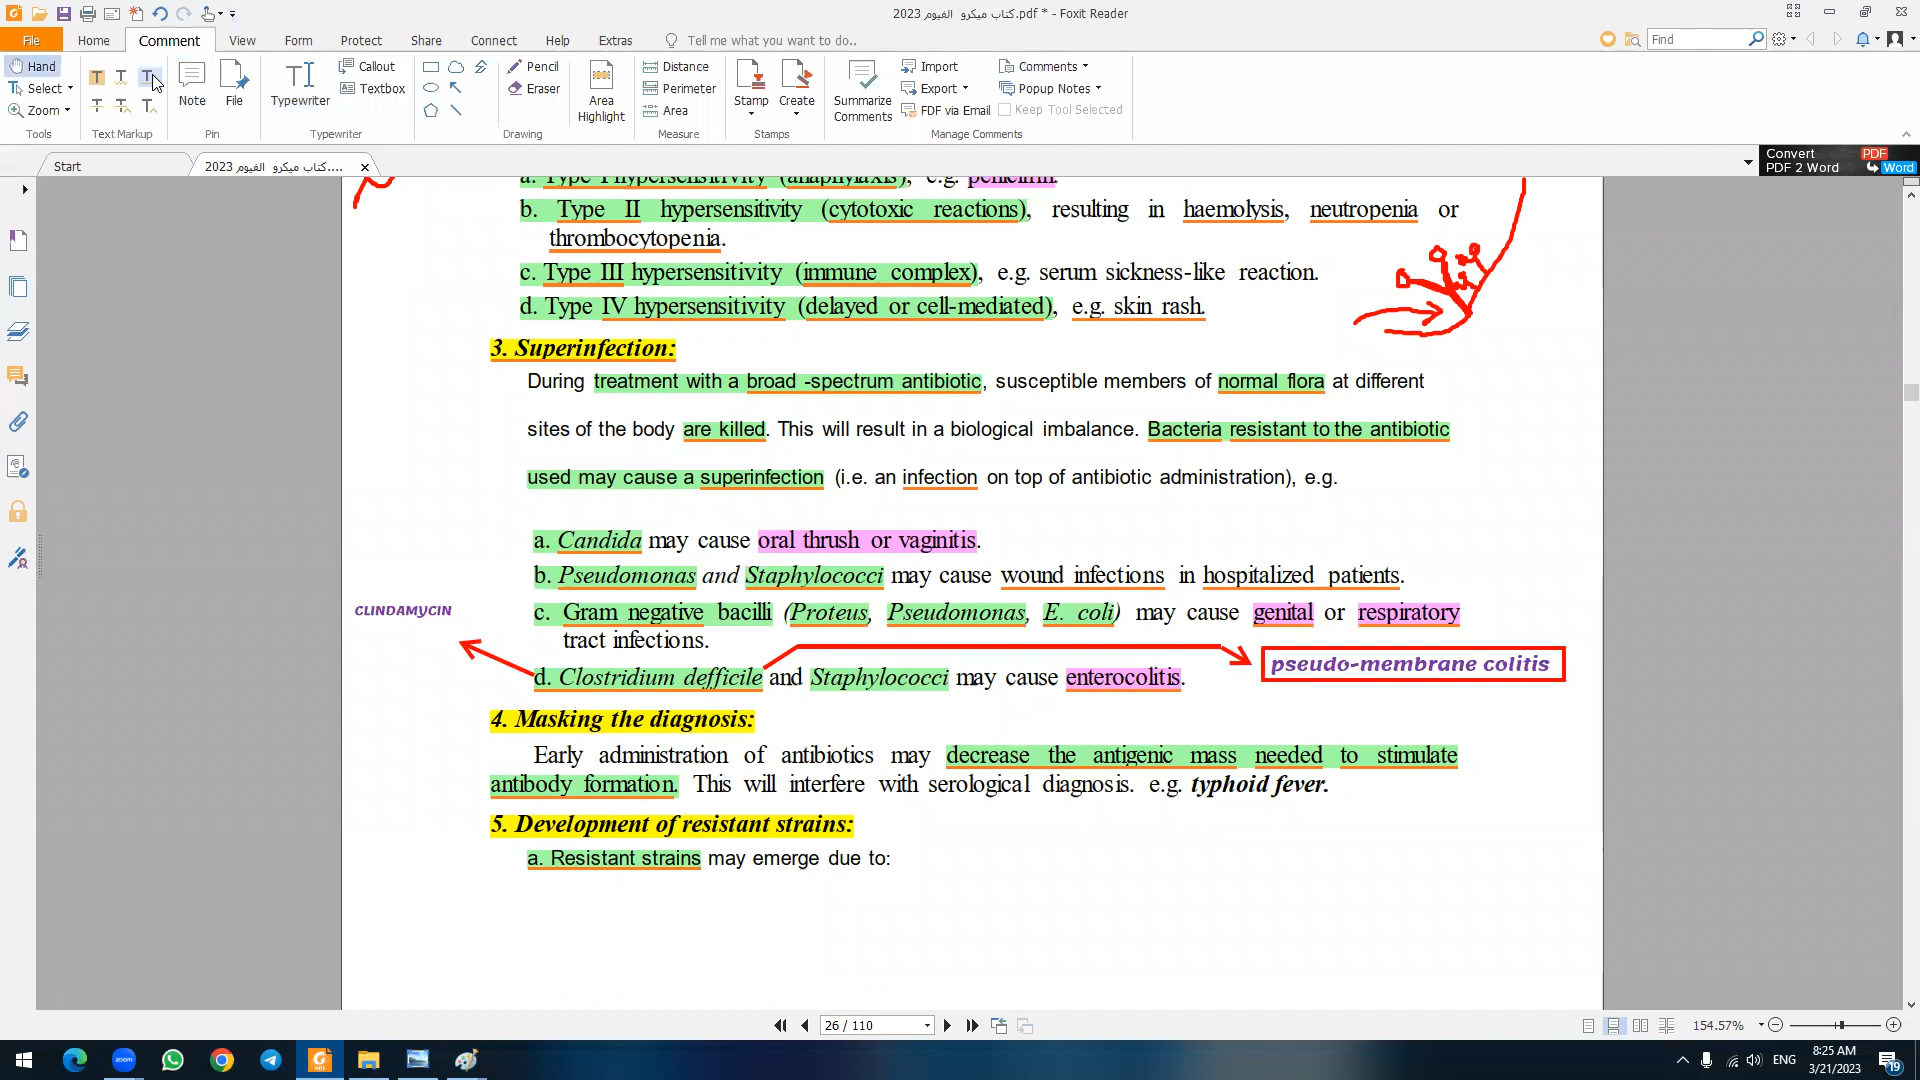 كتاب ميكرو الفيوم 2023.pdf * - Foxit Reader
File Home Comment View Form Protect Share Connect Help Extras Tell me what you want to do.. Find
Hand
Select
Zoom
Tools
Text Markup
Note
File
Pin
Typewriter
Callout
Textbox
Typewriter
Drawing
Pencil
Eraser
Area Highlight
Distance
Perimeter
Area
Measure
Stamp
Create
Stamps
Summarize Comments
Import
Export
FDF via Email
Comments
Popup Notes
Keep Tool Selected
Manage Comments
Start
كتاب ميكرو الفيوم 2023....
Convert
PDF 2 Word
PDF
Word
a. Type I hypersensitivity (anaphylaxis), e.g. penicillin.
b. Type II hypersensitivity (cytotoxic reactions), resulting in haemolysis, neutropenia or
thrombocytopenia.
c. Type III hypersensitivity (immune complex), e.g. serum sickness-like reaction.
d. Type IV hypersensitivity (delayed or cell-mediated), e.g. skin rash.
3. Superinfection:
During treatment with a broad -spectrum antibiotic, susceptible members of normal flora at different
sites of the body are killed. This will result in a biological imbalance. Bacteria resistant to the antibiotic
used may cause a superinfection (i.e. an infection on top of antibiotic administration), e.g.
a. Candida may cause oral thrush or vaginitis.
b. Pseudomonas and Staphylococci may cause wound infections in hospitalized patients.
CLINDAMYCIN
c. Gram negative bacilli (Proteus, Pseudomonas, E. coli) may cause genital or respiratory
tract infections.
pseudo-membrane colitis
d. Clostridium defficile and Staphylococci may cause enterocolitis.
4. Masking the diagnosis:
Early administration of antibiotics may decrease the antigenic mass needed to stimulate
antibody formation. This will interfere with serological diagnosis. e.g. typhoid fever.
5. Development of resistant strains:
a. Resistant strains may emerge due to:
26 / 110
154.57%
zoom
ENG
8:25 AM
3/21/2023
19